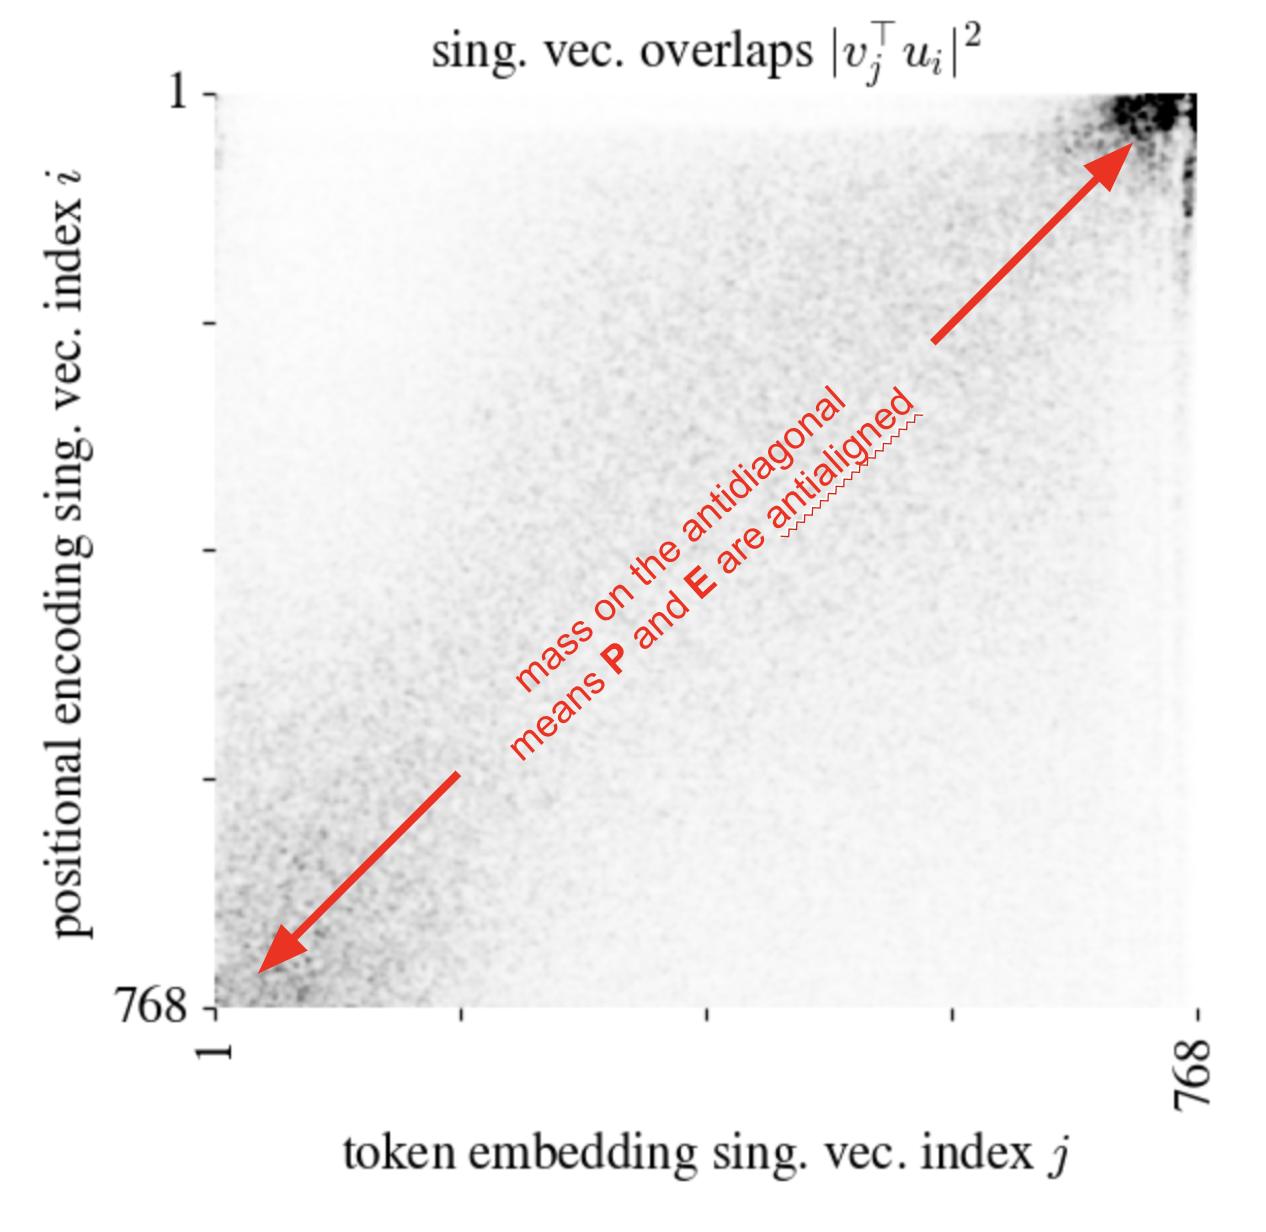 sing. vec. overlaps |v_j^⊤ u_i|^2
1
positional encoding sing. vec. index i
mass on the antidiagonal
means P and E are antialigned
768
1
768
token embedding sing. vec. index j